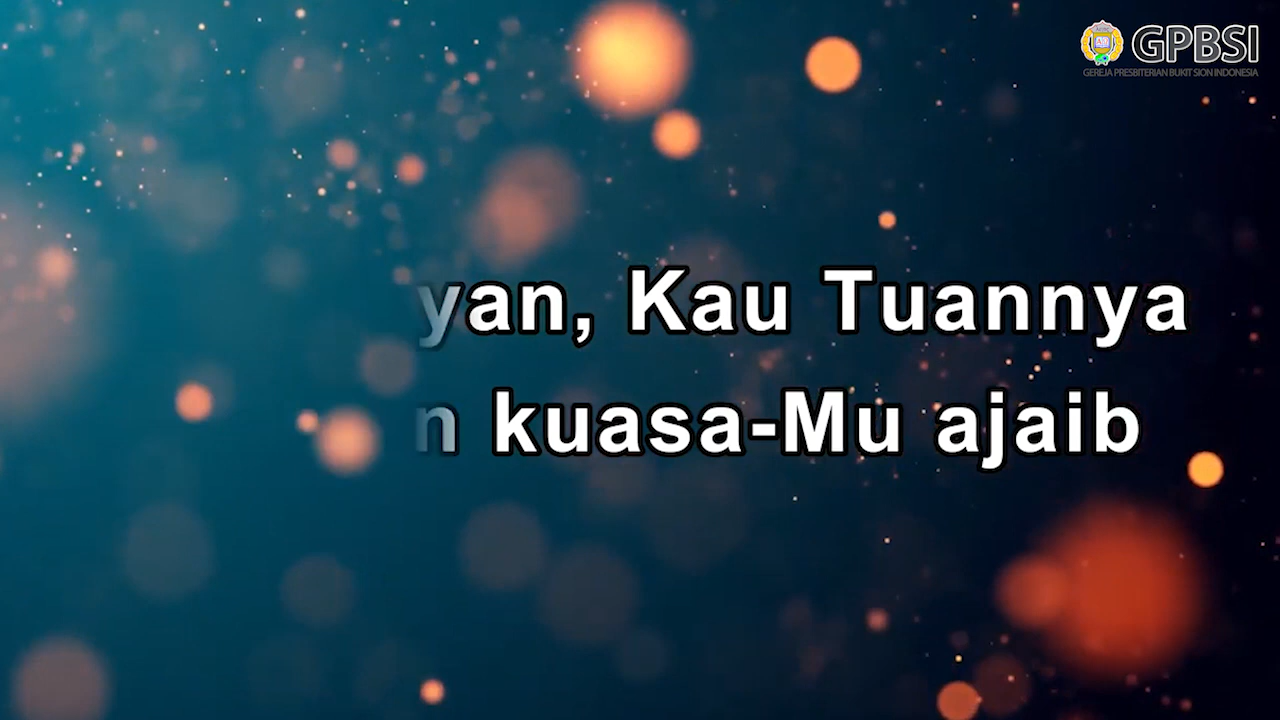 GPBSI
GEREJA PRESBITERIAN BUKIT SION INDONESIA
yan, Kau Tuannya
n kuasa-Mu ajaib